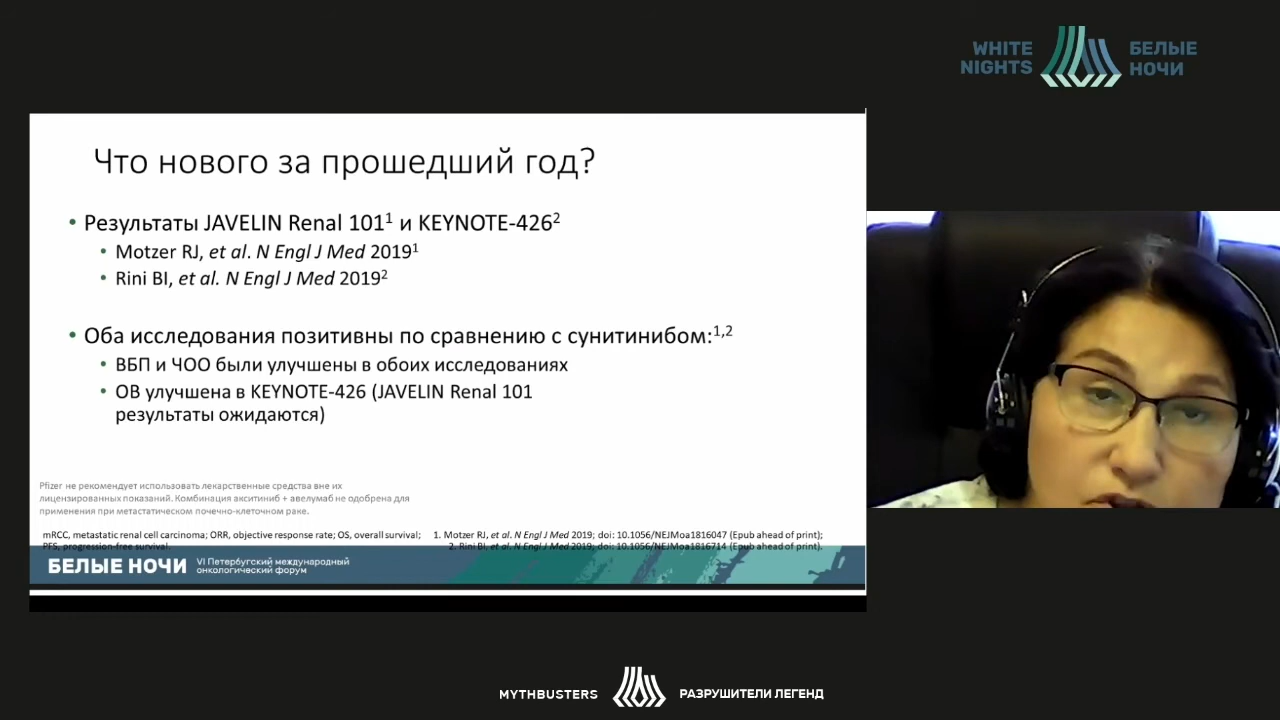 WHITE NIGHTS
БЕЛЫЕ НОЧИ
Что нового за прошедший год?
• Результаты JAVELIN Renal 101¹ и KEYNOTE-426²
• Motzer RJ, et al. N Engl J Med 2019¹
• Rini BI, et al. N Engl J Med 2019²
• Оба исследования позитивны по сравнению с сунитинибом:¹,²
• ВБП и ЧОО были улучшены в обоих исследованиях
• ОВ улучшена в KEYNOTE-426 (JAVELIN Renal 101
результаты ожидаются)
Pfizer не рекомендует использовать лекарственные средства вне их
лицензированных показаний. Комбинация акситиниб + авелумаб не одобрена для
применения при метастатическом почечно-клеточном раке.
mRCC, metastatic renal cell carcinoma; ORR, objective response rate; OS, overall survival;
PFS, progression-free survival.
1. Motzer RJ, et al. N Engl J Med 2019; doi: 10.1056/NEJMoa1816047 (Epub ahead of print);
2. Rini BI, et al. N Engl J Med 2019; doi: 10.1056/NEJMoa1816714 (Epub ahead of print).
БЕЛЫЕ НОЧИ
VI Петербургский международный
онкологический форум
MYTHBUSTERS
РАЗРУШИТЕЛИ ЛЕГЕНД